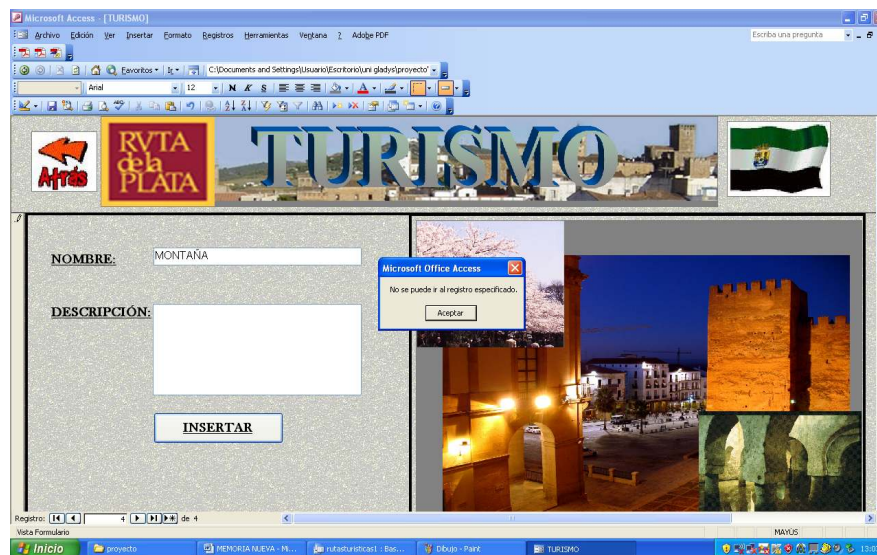 Microsoft Access - [TURISMO]
Archivo Edición Ver Insertar Formato Registros Herramientas Ventana ? Adobe PDF
Escriba una pregunta
Favoritos Ir C:\Documents and Settings\Usuario\Escritorio\uni gladys\proyecto\
Arial 12 N K S
Atrás
RVTA
de la
PLATA
TURISMO
NOMBRE: MONTAÑA
Microsoft Office Access
No se puede ir al registro especificado.
Aceptar
DESCRIPCIÓN:
INSERTAR
Registro: 4 de 4
Vista Formulario
MAYÚS
Inicio proyecto MEMORIA NUEVA - Mi... rutasturisticas1 : Bas... Dibujo - Paint TURISMO